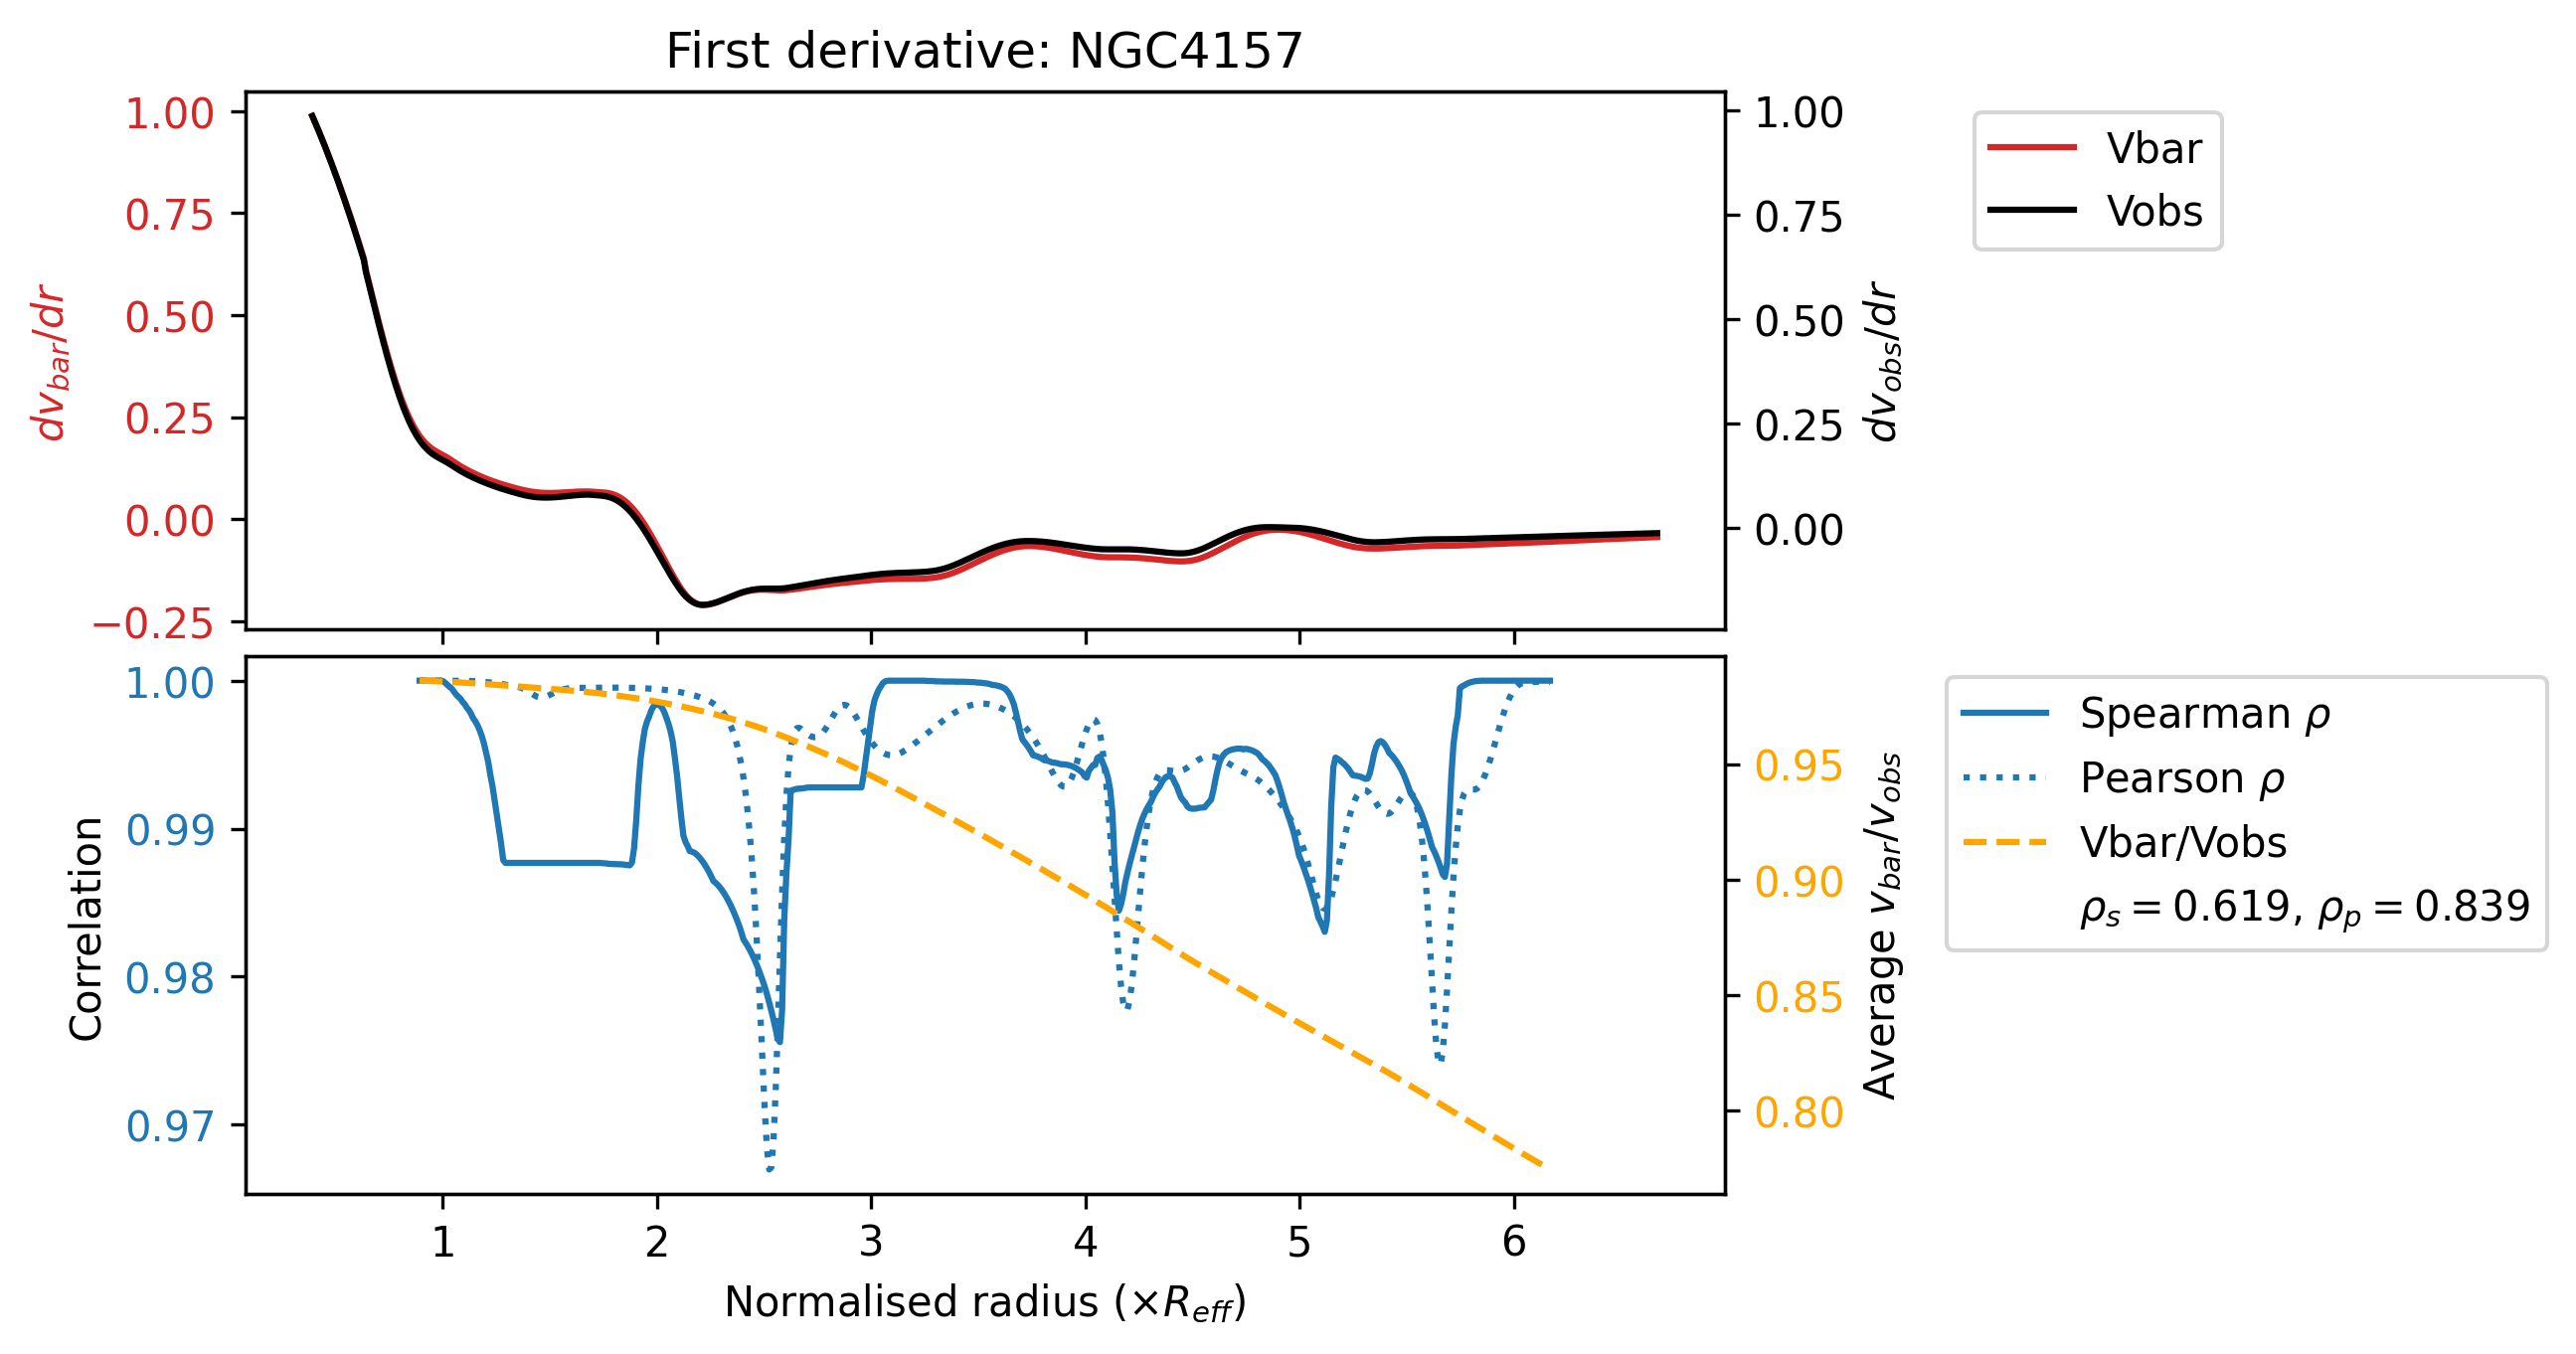 First derivative: NGC4157
1.00
0.75
0.50
0.25
0.00
−0.25
dv_bar/dr
1.00
0.75
0.50
0.25
0.00
dv_obs/dr
Vbar
Vobs
1.00
0.99
0.98
0.97
Correlation
0.95
0.90
0.85
0.80
Average v_bar/v_obs
Spearman ρ
Pearson ρ
Vbar/Vobs
ρ_s = 0.619, ρ_p = 0.839
1 2 3 4 5 6
Normalised radius (×R_eff)